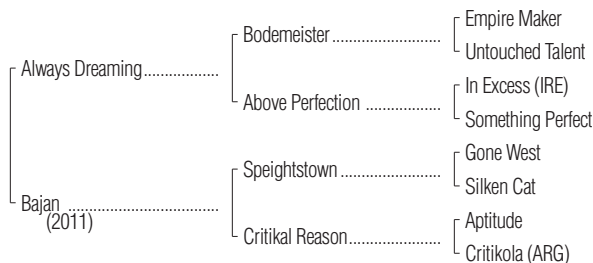 Empire Maker
Bodemeister
Untouched Talent
Always Dreaming
In Excess (IRE)
Above Perfection
Something Perfect
Gone West
Speightstown
Silken Cat
Bajan
(2011)
Aptitude
Critikal Reason
Critikola (ARG)